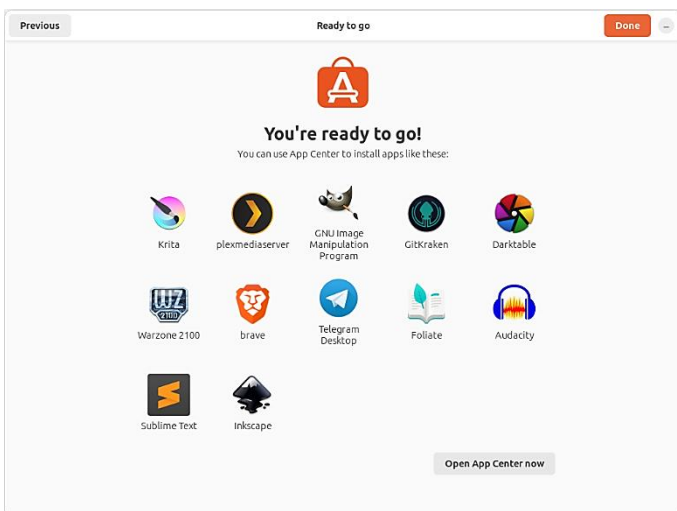 Previous
Ready to go
Done
You're ready to go!
You can use App Center to install apps like these:
Krita
plexmediaserver
GNU Image
Manipulation
Program
GitKraken
Darktable
WZ
2100
Warzone 2100
brave
Telegram
Desktop
Foliate
Audacity
Sublime Text
Inkscape
Open App Center now